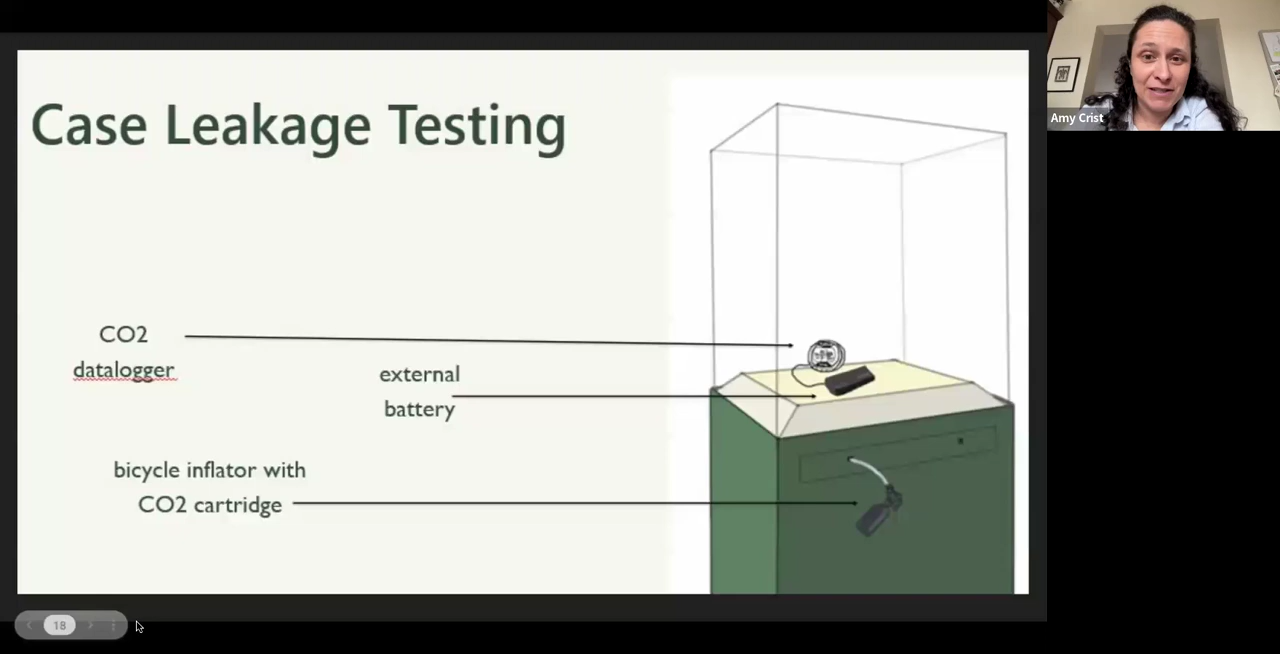 Case Leakage Testing
CO2
datalogger
external
battery
bicycle inflator with
CO2 cartridge
Amy Crist
18